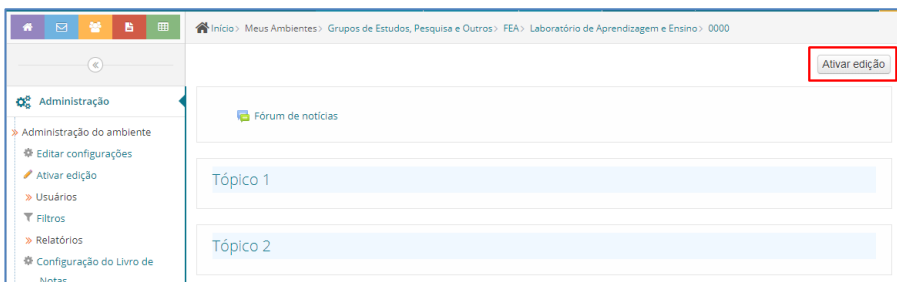 Início> Meus Ambientes> Grupos de Estudos, Pesquisa e Outros> FEA> Laboratório de Aprendizagem e Ensino> 0000
Ativar edição
Administração
» Administração do ambiente
Editar configurações
Ativar edição
» Usuários
Filtros
» Relatórios
Configuração do Livro de
Notas
Fórum de notícias
Tópico 1
Tópico 2